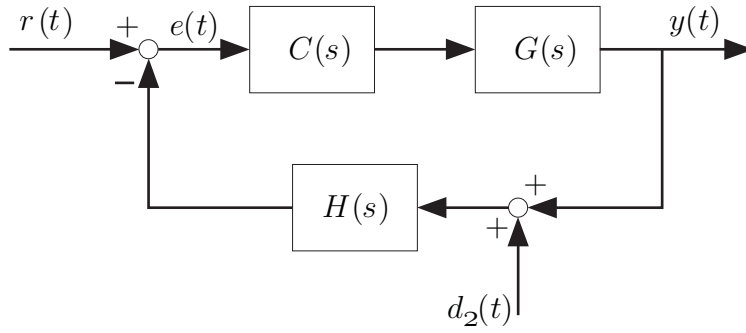 r(t) + e(t) C(s) G(s) y(t)
−
H(s) + +
d₂(t)